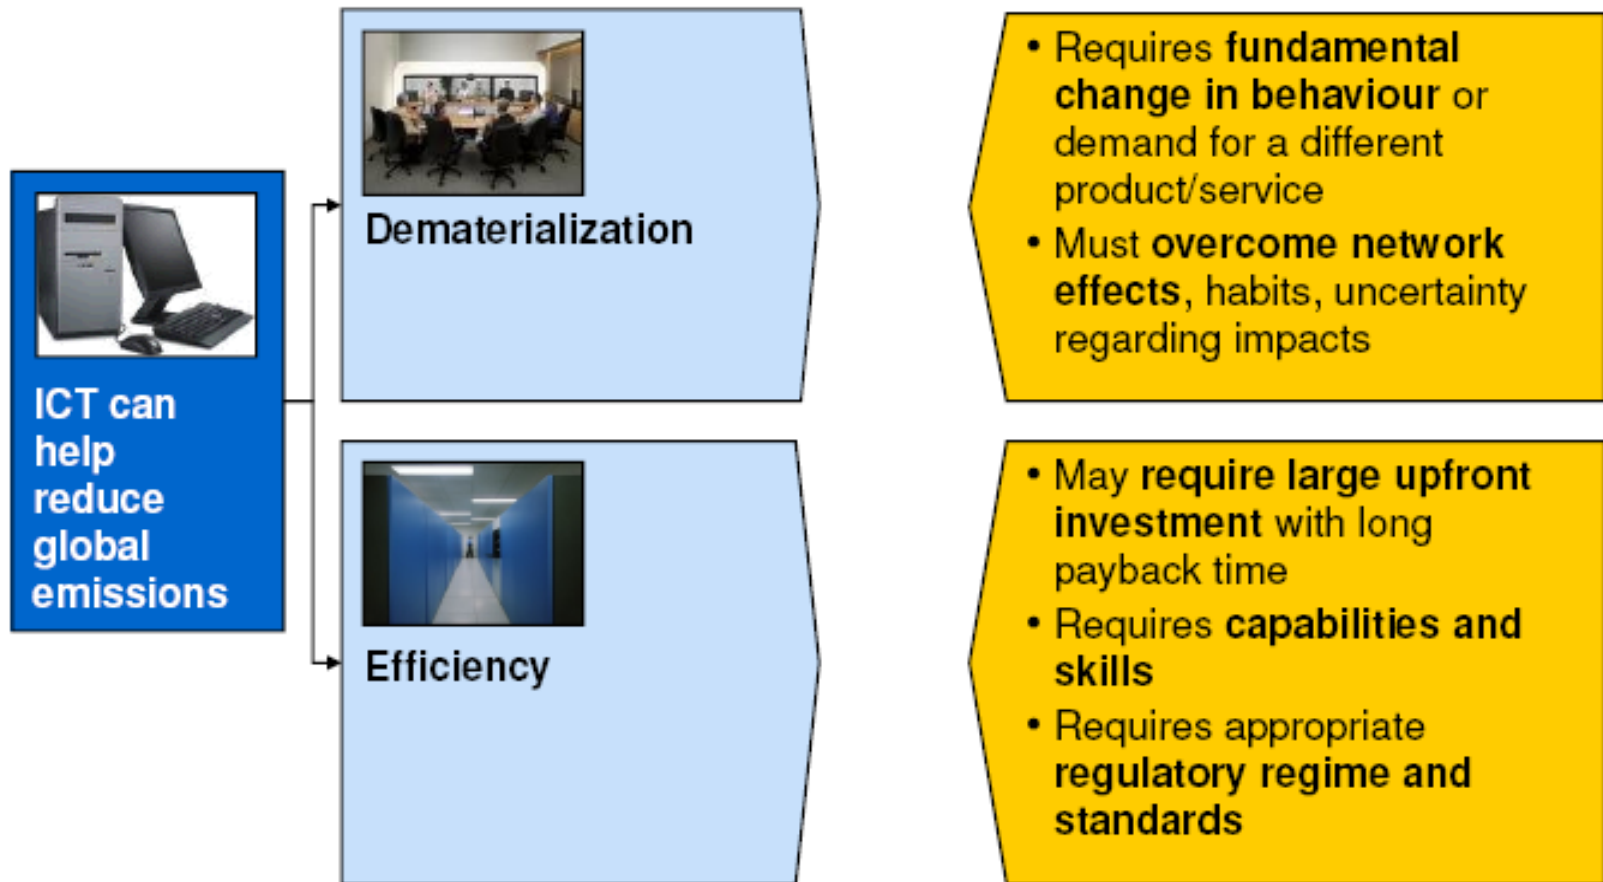 ICT can
help
reduce
global
emissions
Dematerialization
• Requires fundamental
change in behaviour or
demand for a different
product/service
• Must overcome network
effects, habits, uncertainty
regarding impacts
Efficiency
• May require large upfront
investment with long
payback time
• Requires capabilities and
skills
• Requires appropriate
regulatory regime and
standards